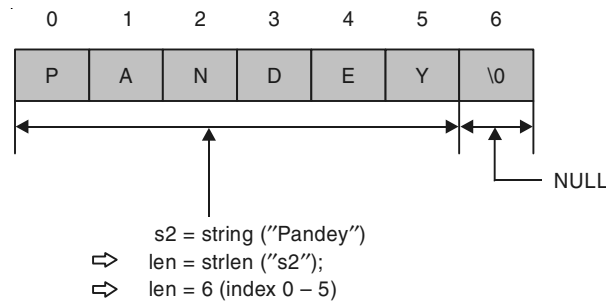 0 1 2 3 4 5 6
P A N D E Y \0
NULL
s2 = string (″Pandey″)
⇨ len = strlen (″s2″);
⇨ len = 6 (index 0 – 5)